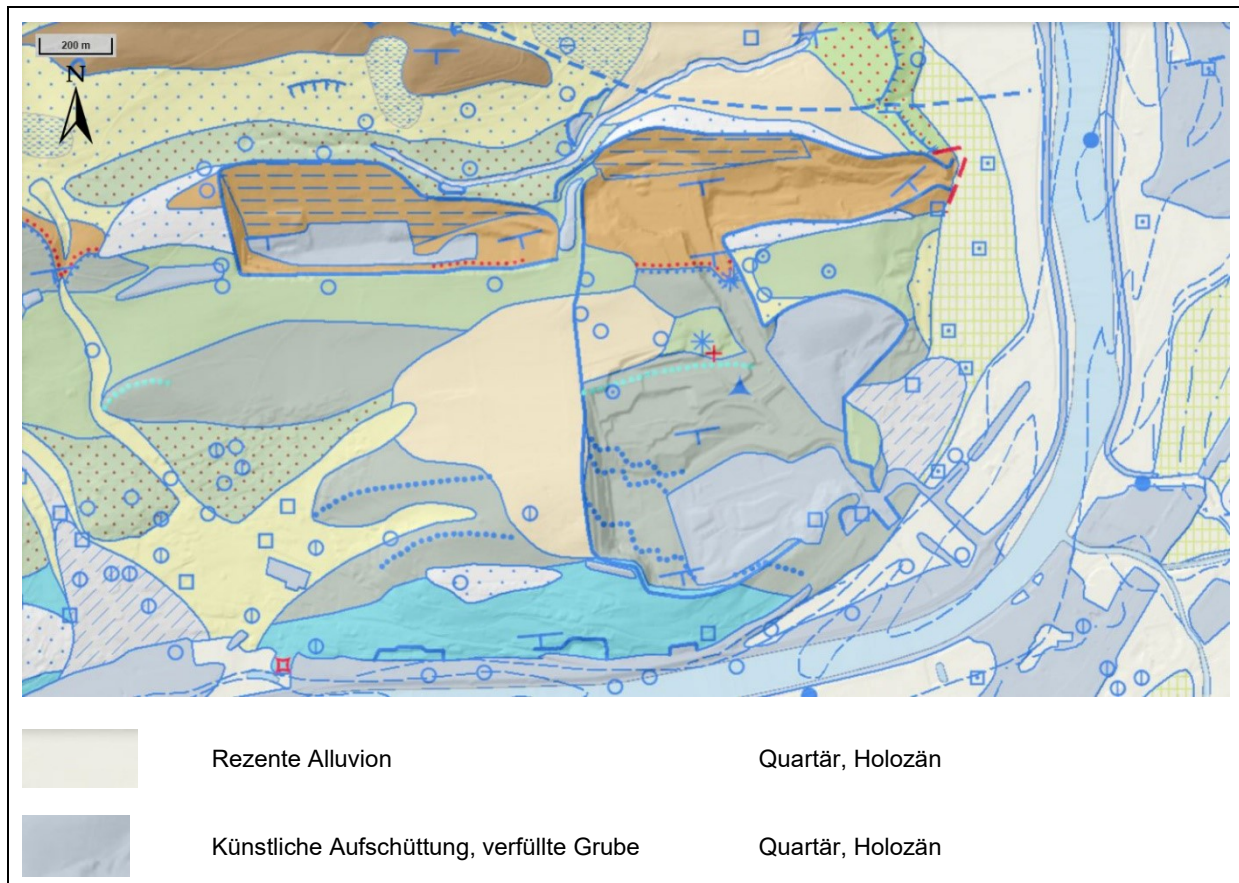 200 m
N
Rezente Alluvion Quartär, Holozän
Künstliche Aufschüttung, verfüllte Grube Quartär, Holozän